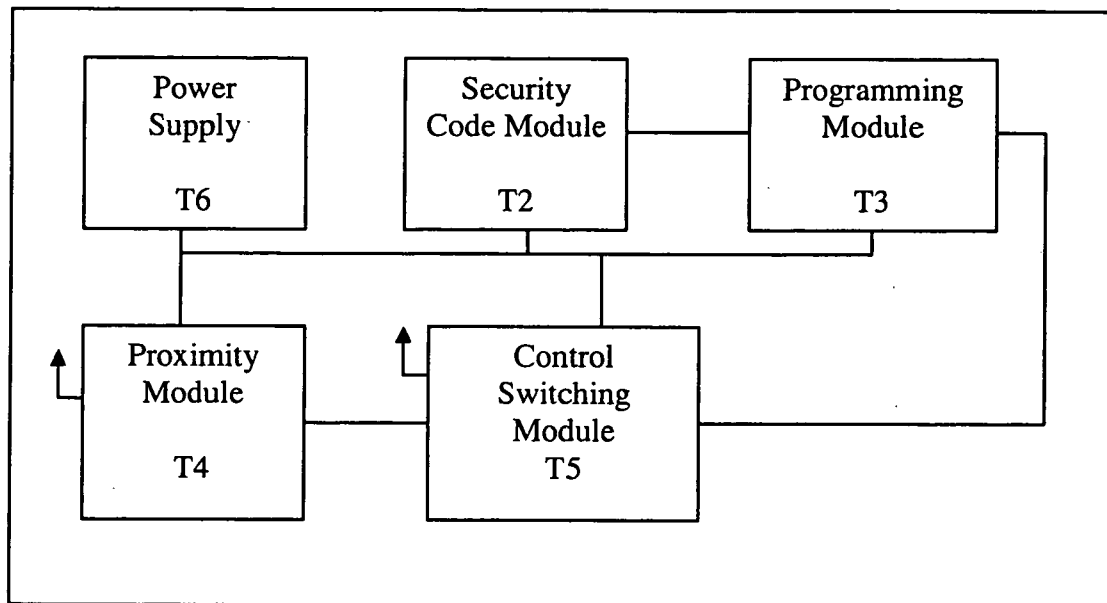 Power
Supply
T6
Security
Code Module
T2
Programming
Module
T3
Proximity
Module
T4
Control
Switching
Module
T5